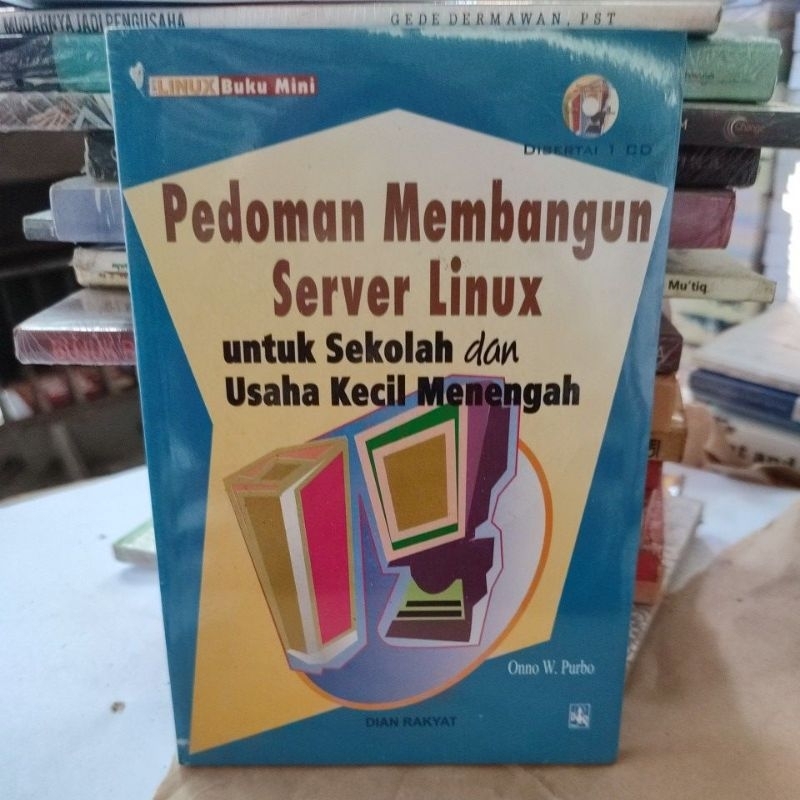 MUDAHNYA JADI PENGUSAHA
GEDE DERMAWAN, PST
LINUX Buku Mini
DISERTAI 1 CD
Pedoman Membangun
Server Linux
untuk Sekolah dan
Usaha Kecil Menengah
Mu'tiq
Onno W. Purbo
DIAN RAKYAT